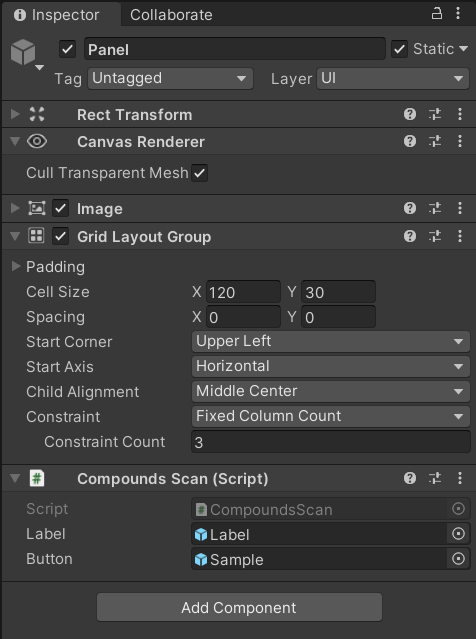 Inspector Collaborate
Panel Static
Tag Untagged Layer UI
Rect Transform
Canvas Renderer
Cull Transparent Mesh
Image
Grid Layout Group
Padding
Cell Size X 120 Y 30
Spacing X 0 Y 0
Start Corner Upper Left
Start Axis Horizontal
Child Alignment Middle Center
Constraint Fixed Column Count
Constraint Count 3
# Compounds Scan (Script)
Script # CompoundsScan
Label Label
Button Sample
Add Component